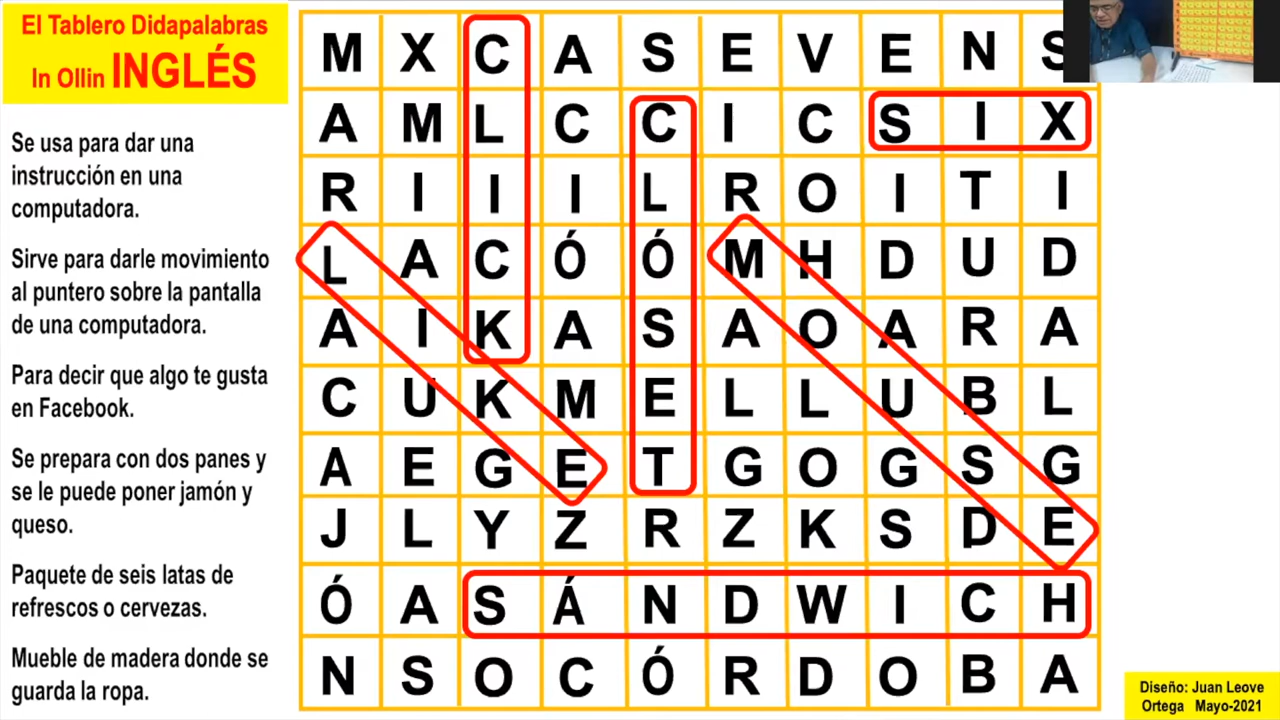 El Tablero Didapalabras
In Ollin INGLÉS
Se usa para dar una
instrucción en una
computadora.
Sirve para darle movimiento
al puntero sobre la pantalla
de una computadora.
Para decir que algo te gusta
en Facebook.
Se prepara con dos panes y
se le puede poner jamón y
queso.
Paquete de seis latas de
refrescos o cervezas.
Mueble de madera donde se
guarda la ropa.
M X C A S E V E N S
A M L C C I C S I X
R I I I L R O I T I
L A C Ó Ó M H D U D
A I K A S A O A R A
C U K M E L L U B L
A E G E T G O G S G
J L Y Z R Z K S D E
Ó A S Á N D W I C H
N S O C Ó R D O B A
Diseño: Juan Leove
Ortega Mayo-2021